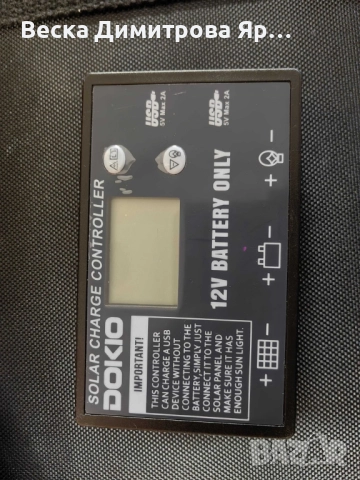 Веска Димитрова Яр...
SOLAR CHARGE CONTROLLER
DOKIO
IMPORTANT!
THIS CONTROLLER
CAN CHARGE A USB
DEVICE WITHOUT
CONNECTING TO THE
BATTERY,SIMPLY JUST
CONNECT IT TO THE
SOLAR PANEL AND
MAKE SURE IT HAS
ENOUGH SUN LIGHT.
12V BATTERY ONLY
USB
5V Max 2A
USB
5V Max 2A
+ -
+ -
+ -
BAZAR